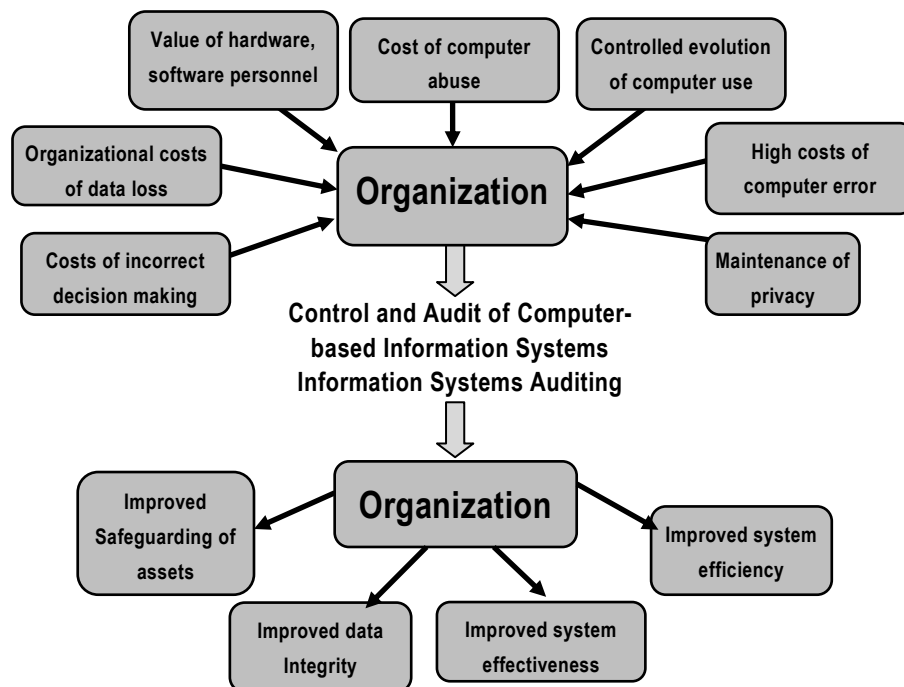 Value of hardware,
software personnel
Cost of computer
abuse
Controlled evolution
of computer use
Organizational costs
of data loss
Organization
High costs of
computer error
Costs of incorrect
decision making
Maintenance of
privacy
Control and Audit of Computer-
based Information Systems
Information Systems Auditing
Improved
Safeguarding of
assets
Organization
Improved system
efficiency
Improved data
Integrity
Improved system
effectiveness